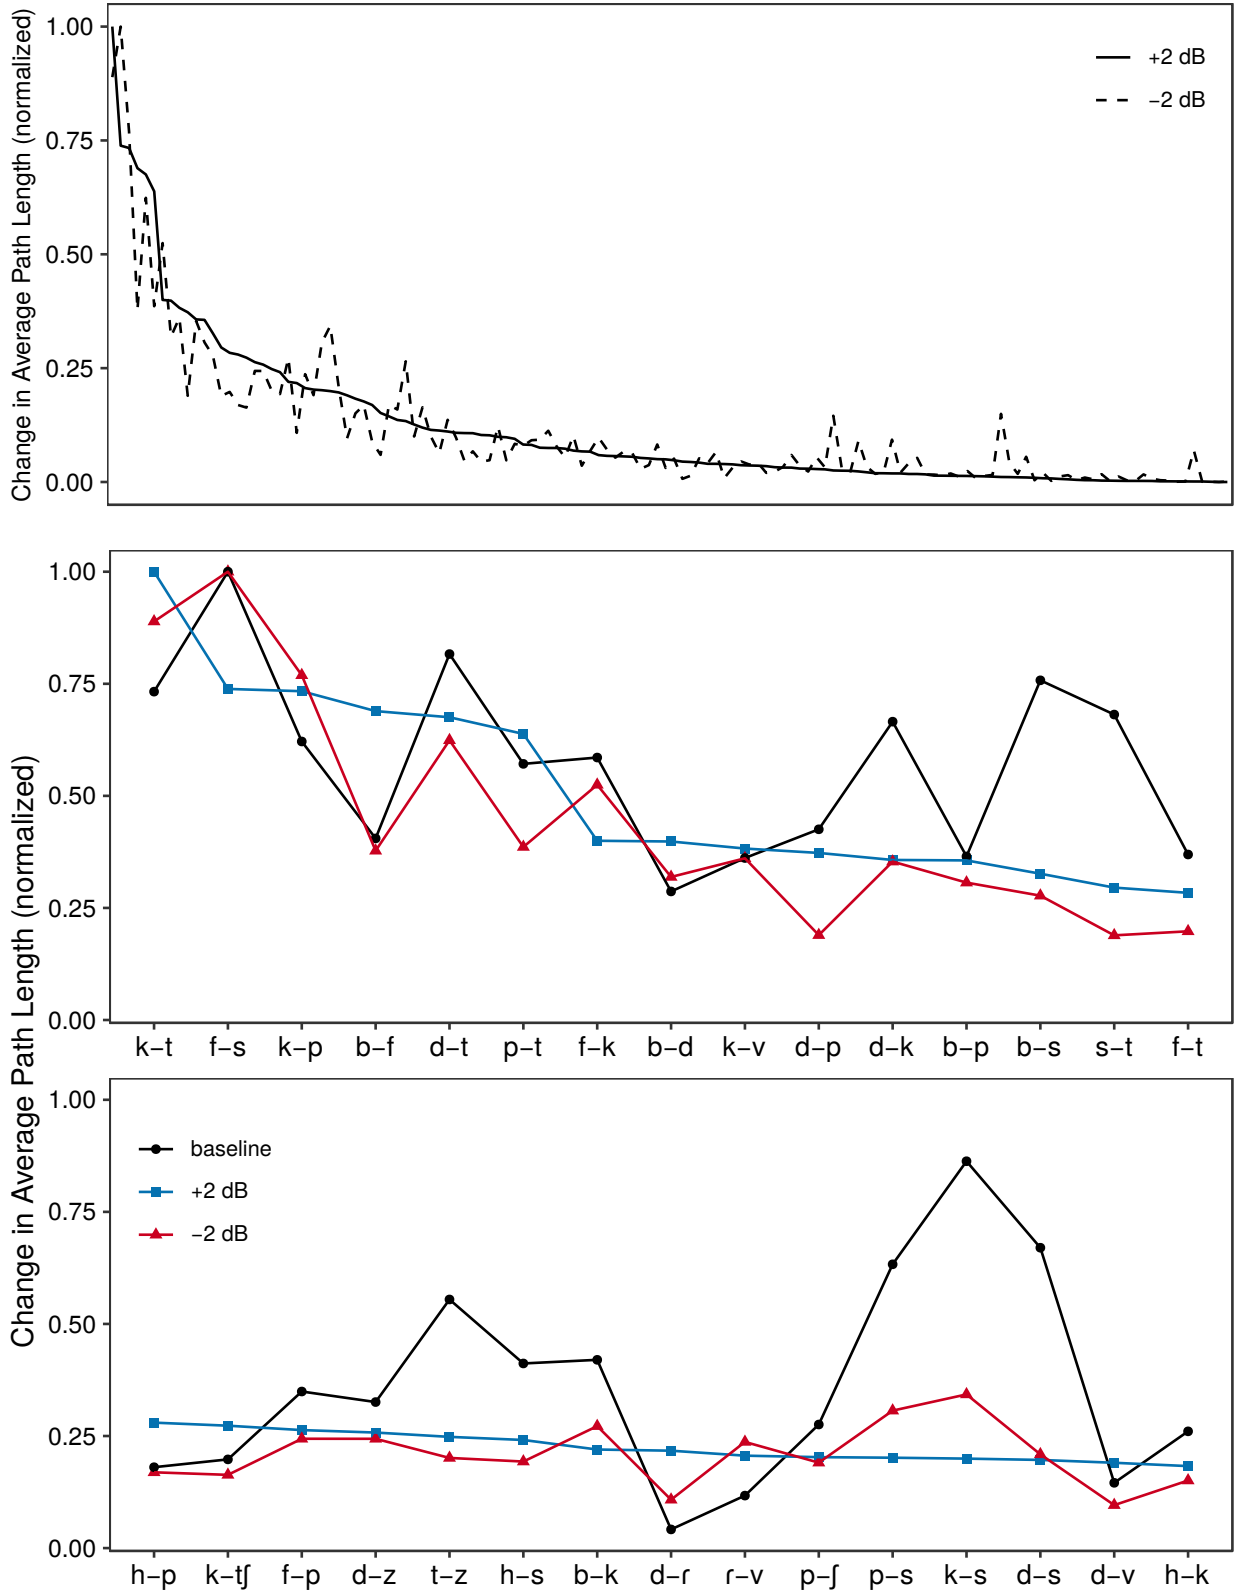 Change in Average Path Length (normalized)
1.00
0.75
0.50
0.25
0.00
+2 dB
−2 dB
Change in Average Path Length (normalized)
1.00
0.75
0.50
0.25
0.00
k−t f−s k−p b−f d−t p−t f−k b−d k−v d−p d−k b−p b−s s−t f−t
1.00
0.75
0.50
0.25
0.00
baseline
+2 dB
−2 dB
h−p k−tʃ f−p d−z t−z h−s b−k d−ɾ ɾ−v p−ʃ p−s k−s d−s d−v h−k